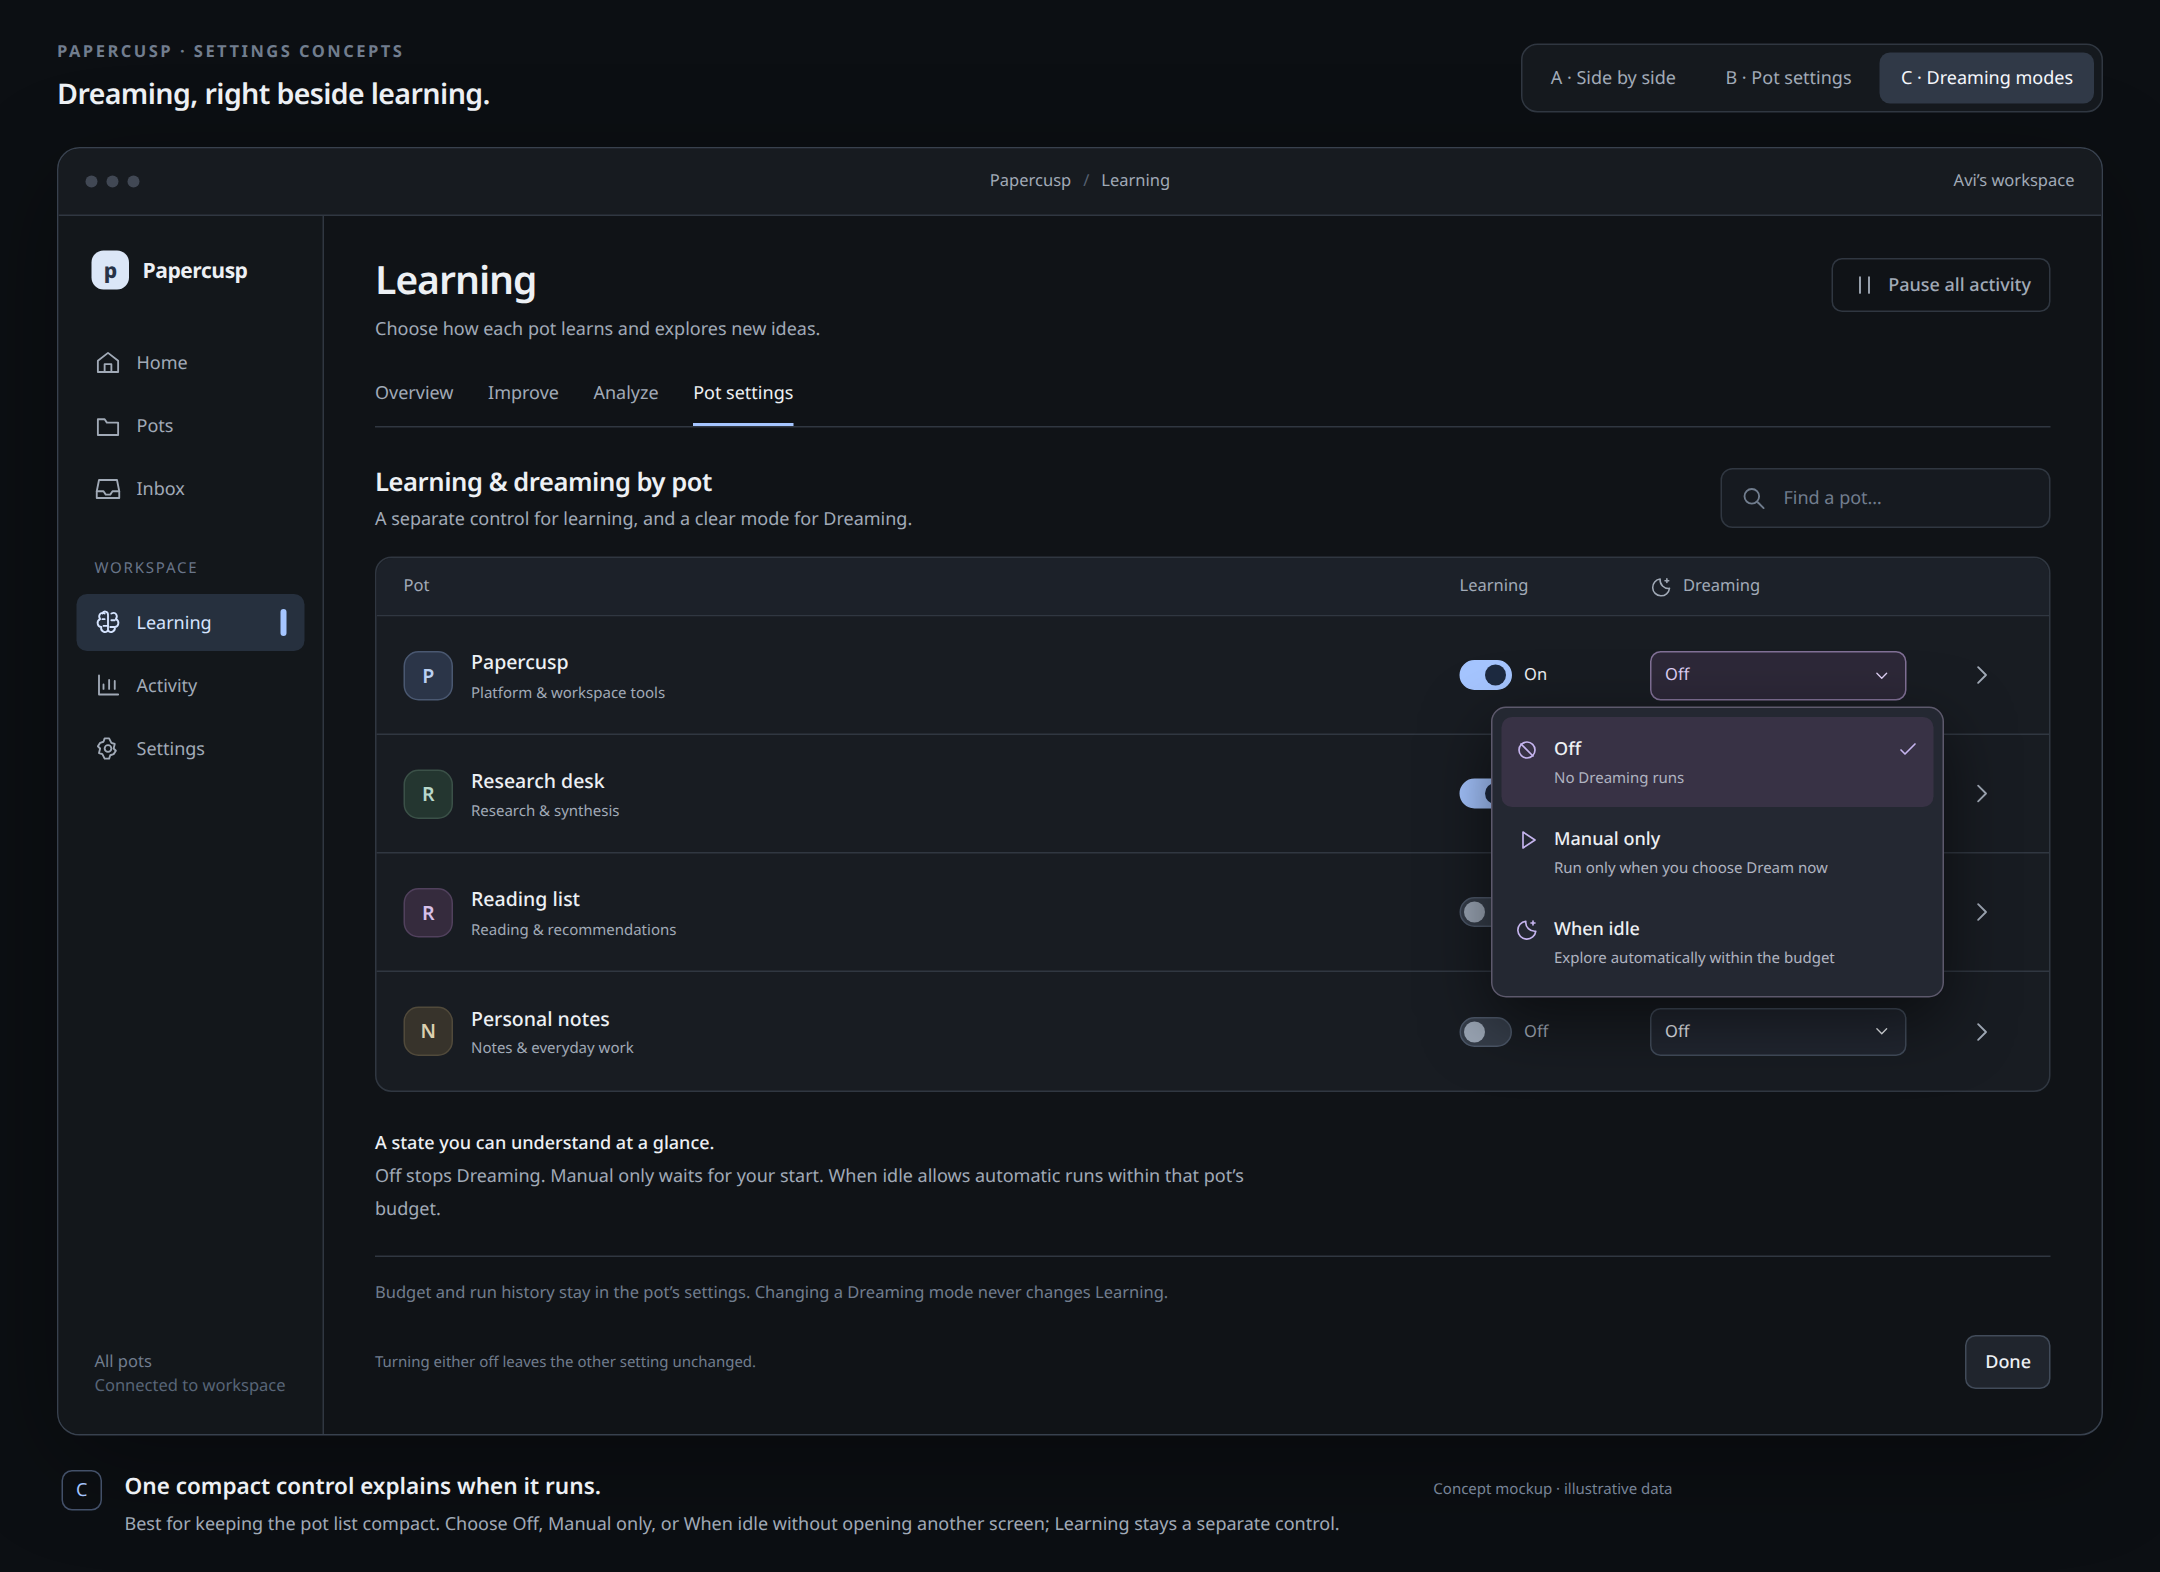 PAPERCUSP · SETTINGS CONCEPTS
Dreaming, right beside learning.
A · Side by side
B · Pot settings
C · Dreaming modes
Papercusp / Learning
Avi’s workspace
p Papercusp
Home
Pots
Inbox
WORKSPACE
Learning
Activity
Settings
All pots
Connected to workspace
Learning
Choose how each pot learns and explores new ideas.
Pause all activity
Overview
Improve
Analyze
Pot settings
Learning & dreaming by pot
A separate control for learning, and a clear mode for Dreaming.
Find a pot…
Pot
Learning
Dreaming
P
Papercusp
Platform & workspace tools
On
Off
Off
No Dreaming runs
Manual only
Run only when you choose Dream now
When idle
Explore automatically within the budget
R
Research desk
Research & synthesis
R
Reading list
Reading & recommendations
N
Personal notes
Notes & everyday work
Off
Off
A state you can understand at a glance.
Off stops Dreaming. Manual only waits for your start. When idle allows automatic runs within that pot’s
budget.
Budget and run history stay in the pot’s settings. Changing a Dreaming mode never changes Learning.
Turning either off leaves the other setting unchanged.
Done
C
One compact control explains when it runs.
Best for keeping the pot list compact. Choose Off, Manual only, or When idle without opening another screen; Learning stays a separate control.
Concept mockup · illustrative data